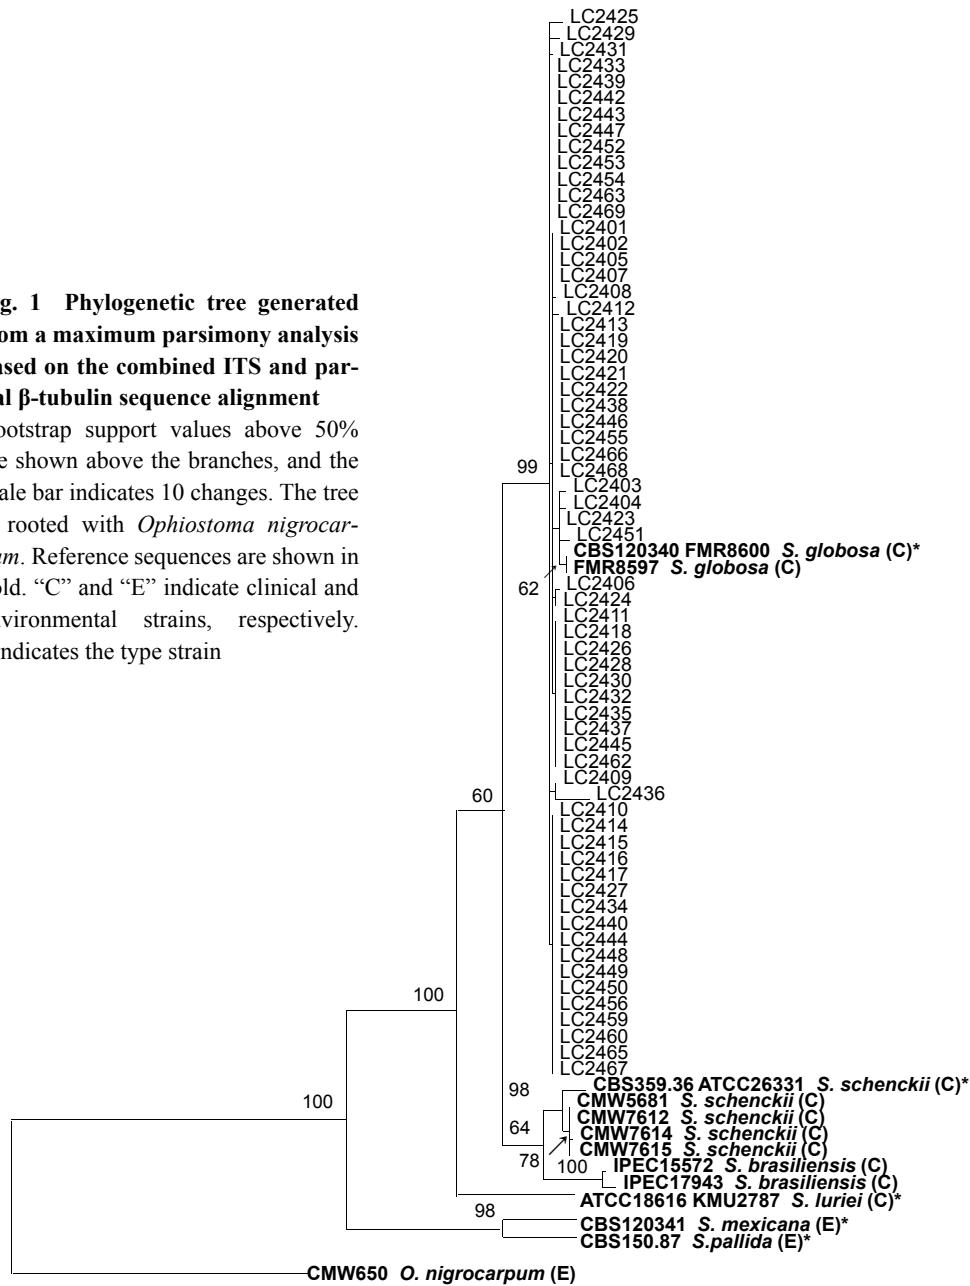 g. 1 Phylogenetic tree generated
om a maximum parsimony analysis
ased on the combined ITS and par-
al β-tubulin sequence alignment
ootstrap support values above 50%
e shown above the branches, and the
ale bar indicates 10 changes. The tree
rooted with Ophiostoma nigrocar-
um. Reference sequences are shown in
old. “C” and “E” indicate clinical and
vironmental strains, respectively.
ndicates the type strain
LC2425
LC2429
LC2431
LC2433
LC2439
LC2442
LC2443
LC2447
LC2452
LC2453
LC2454
LC2463
LC2469
LC2401
LC2402
LC2405
LC2407
LC2408
LC2412
LC2413
LC2419
LC2420
LC2421
LC2422
LC2438
LC2446
LC2455
LC2466
99
LC2468
LC2403
LC2404
LC2423
LC2451
CBS120340 FMR8600 S. globosa (C)*
FMR8597 S. globosa (C)
62
LC2406
LC2424
LC2411
LC2418
LC2426
LC2428
LC2430
LC2432
LC2435
LC2437
LC2445
LC2462
LC2409
60
LC2436
LC2410
LC2414
LC2415
LC2416
LC2417
LC2427
LC2434
LC2440
LC2444
LC2448
LC2449
LC2450
100
LC2456
LC2459
LC2460
LC2465
LC2467
98
CBS359.36 ATCC26331 S. schenckii (C)*
100
CMW5681 S. schenckii (C)
CMW7612 S. schenckii (C)
64
CMW7614 S. schenckii (C)
CMW7615 S. schenckii (C)
78
100
IPEC15572 S. brasiliensis (C)
IPEC17943 S. brasiliensis (C)
ATCC18616 KMU2787 S. luriei (C)*
98
CBS120341 S. mexicana (E)*
CBS150.87 S.pallida (E)*
CMW650 O. nigrocarpum (E)